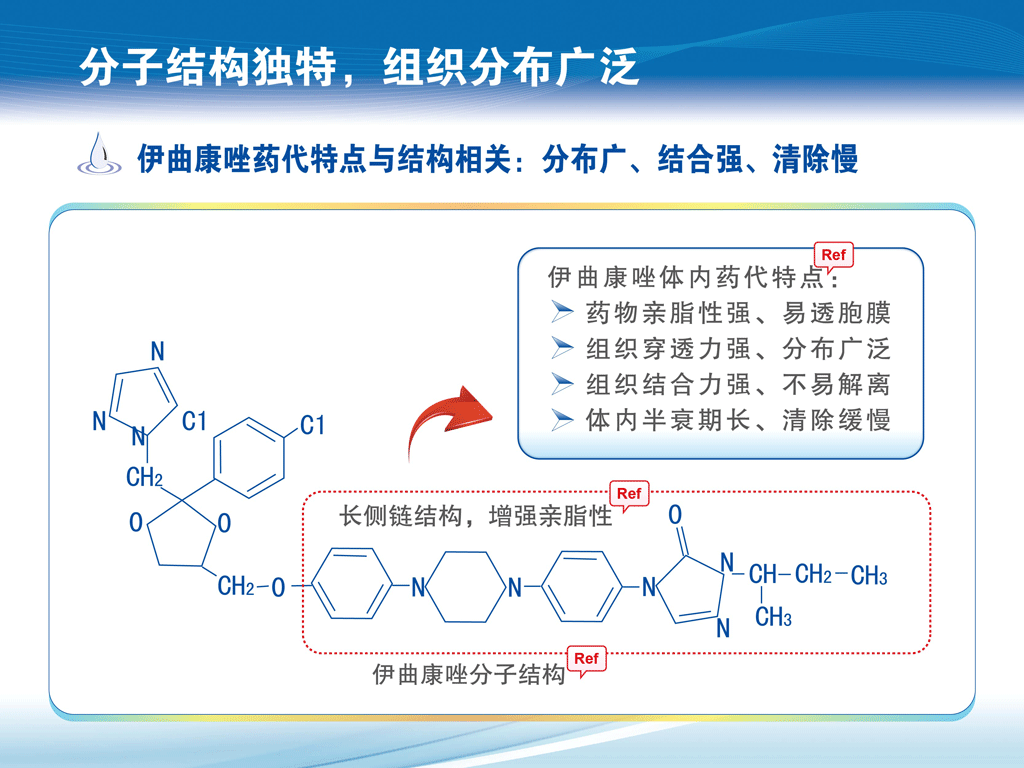 分子结构独特，组织分布广泛
伊曲康唑药代特点与结构相关：分布广、结合强、清除慢
Ref
伊曲康唑体内药代特点：
药物亲脂性强、易透胞膜
组织穿透力强、分布广泛
组织结合力强、不易解离
体内半衰期长、清除缓慢
N
N
N
C1
C1
CH2
O
O
CH2-O
Ref
长侧链结构，增强亲脂性
O
N
N
N
N
N
CH-CH2-CH3
CH3
Ref
伊曲康唑分子结构